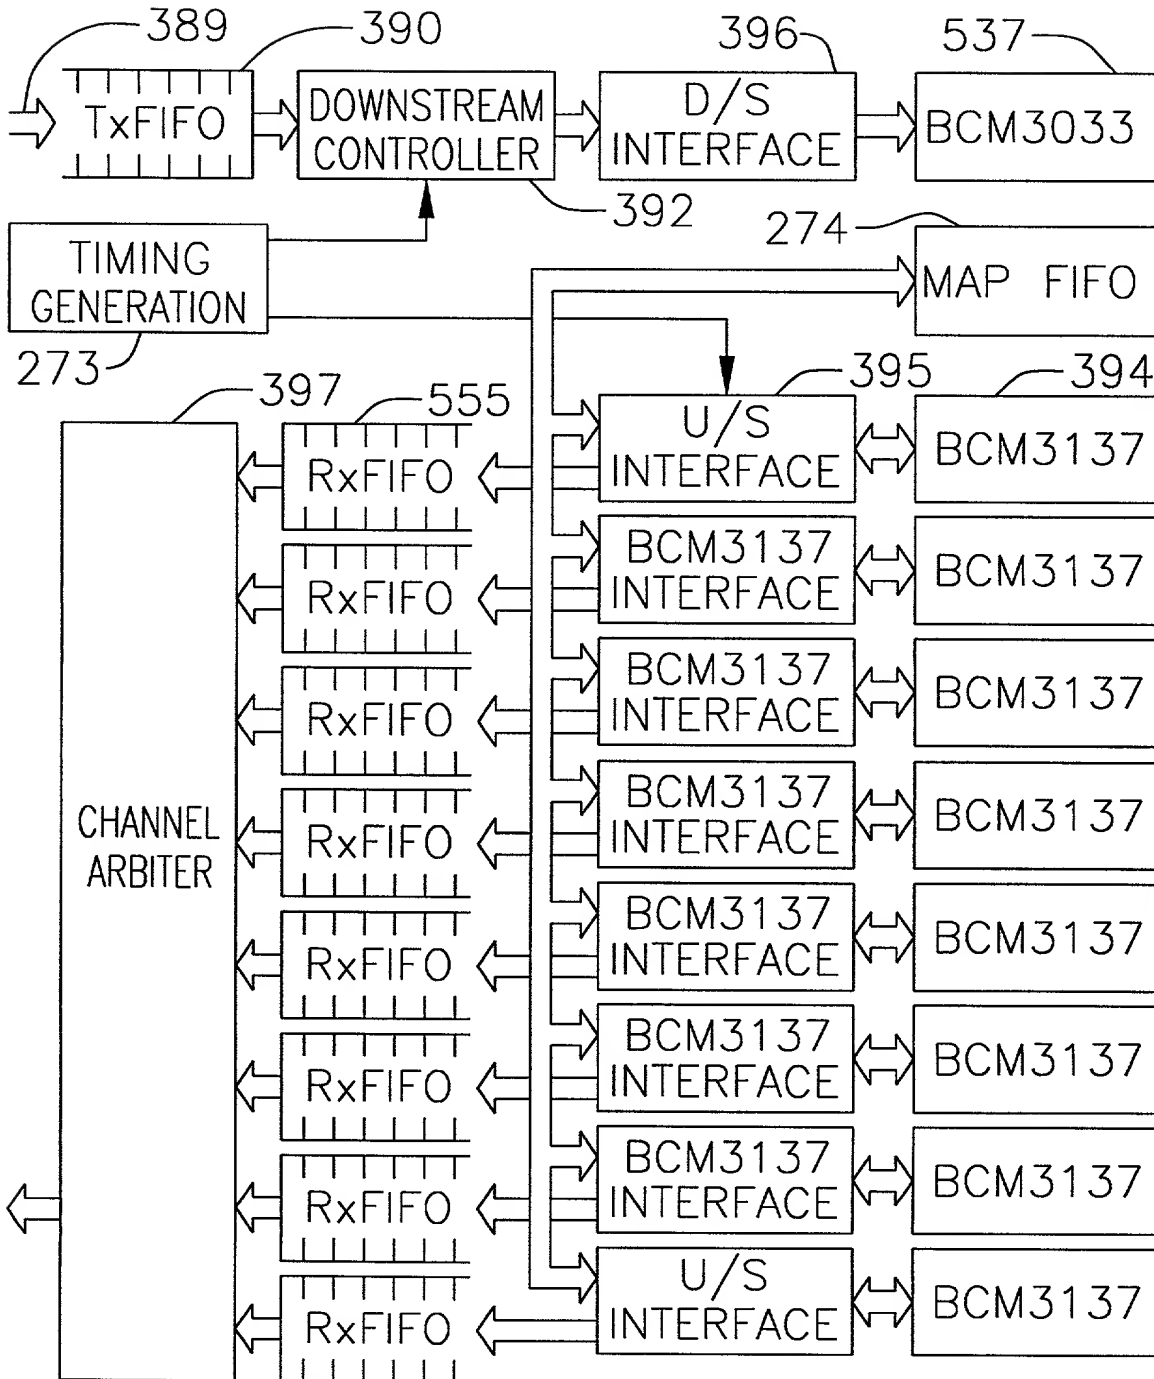 389
390
396
537
TxFIFO
DOWNSTREAM
CONTROLLER
D/S
INTERFACE
BCM3033
392
274
TIMING
GENERATION
MAP FIFO
273
397
555
395
394
CHANNEL
ARBITER
RxFIFO
U/S
INTERFACE
BCM3137
RxFIFO
BCM3137
INTERFACE
BCM3137
RxFIFO
BCM3137
INTERFACE
BCM3137
RxFIFO
BCM3137
INTERFACE
BCM3137
RxFIFO
BCM3137
INTERFACE
BCM3137
RxFIFO
BCM3137
INTERFACE
BCM3137
RxFIFO
BCM3137
INTERFACE
BCM3137
RxFIFO
U/S
INTERFACE
BCM3137